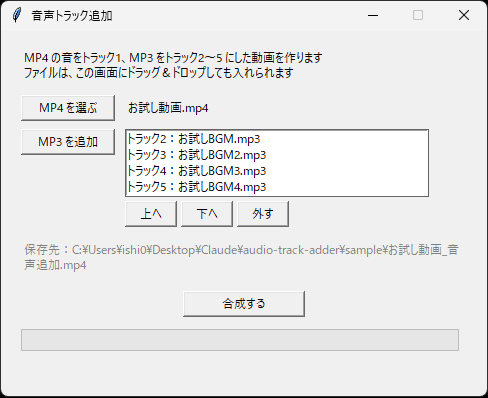 音声トラック追加
MP4 の音をトラック1、MP3 をトラック2～5 にした動画を作ります
ファイルは、この画面にドラッグ＆ドロップしても入れられます
MP4 を選ぶ
お試し動画.mp4
MP3 を追加
トラック2：お試しBGM.mp3
トラック3：お試しBGM2.mp3
トラック4：お試しBGM3.mp3
トラック5：お試しBGM4.mp3
上へ 下へ 外す
保存先：C:¥Users¥ishi0¥Desktop¥Claude¥audio-track-adder¥sample¥お試し動画_音
声追加.mp4
合成する